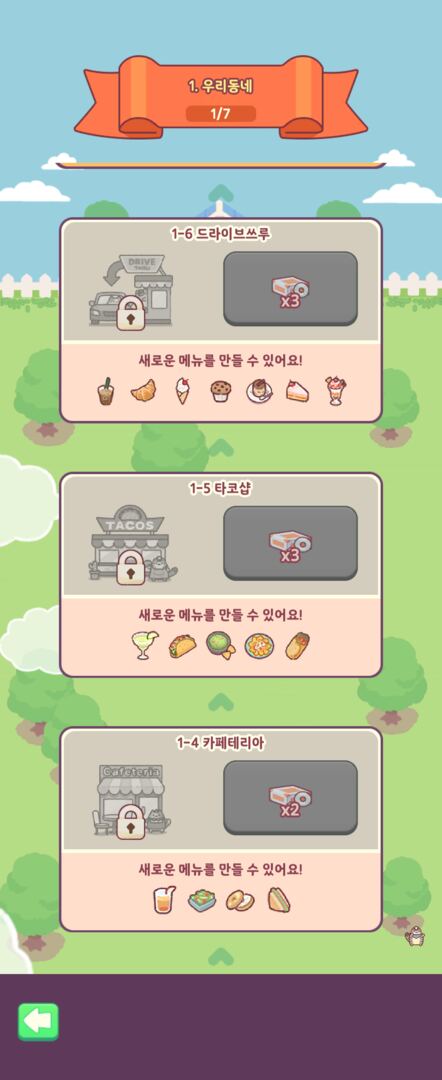 1. 우리동네
1/7
1-6 드라이브쓰루
DRIVE
THRU
x3
새로운 메뉴를 만들 수 있어요!
1-5 타코샵
TACOS
x3
새로운 메뉴를 만들 수 있어요!
1-4 카페테리아
Cafeteria
x2
새로운 메뉴를 만들 수 있어요!